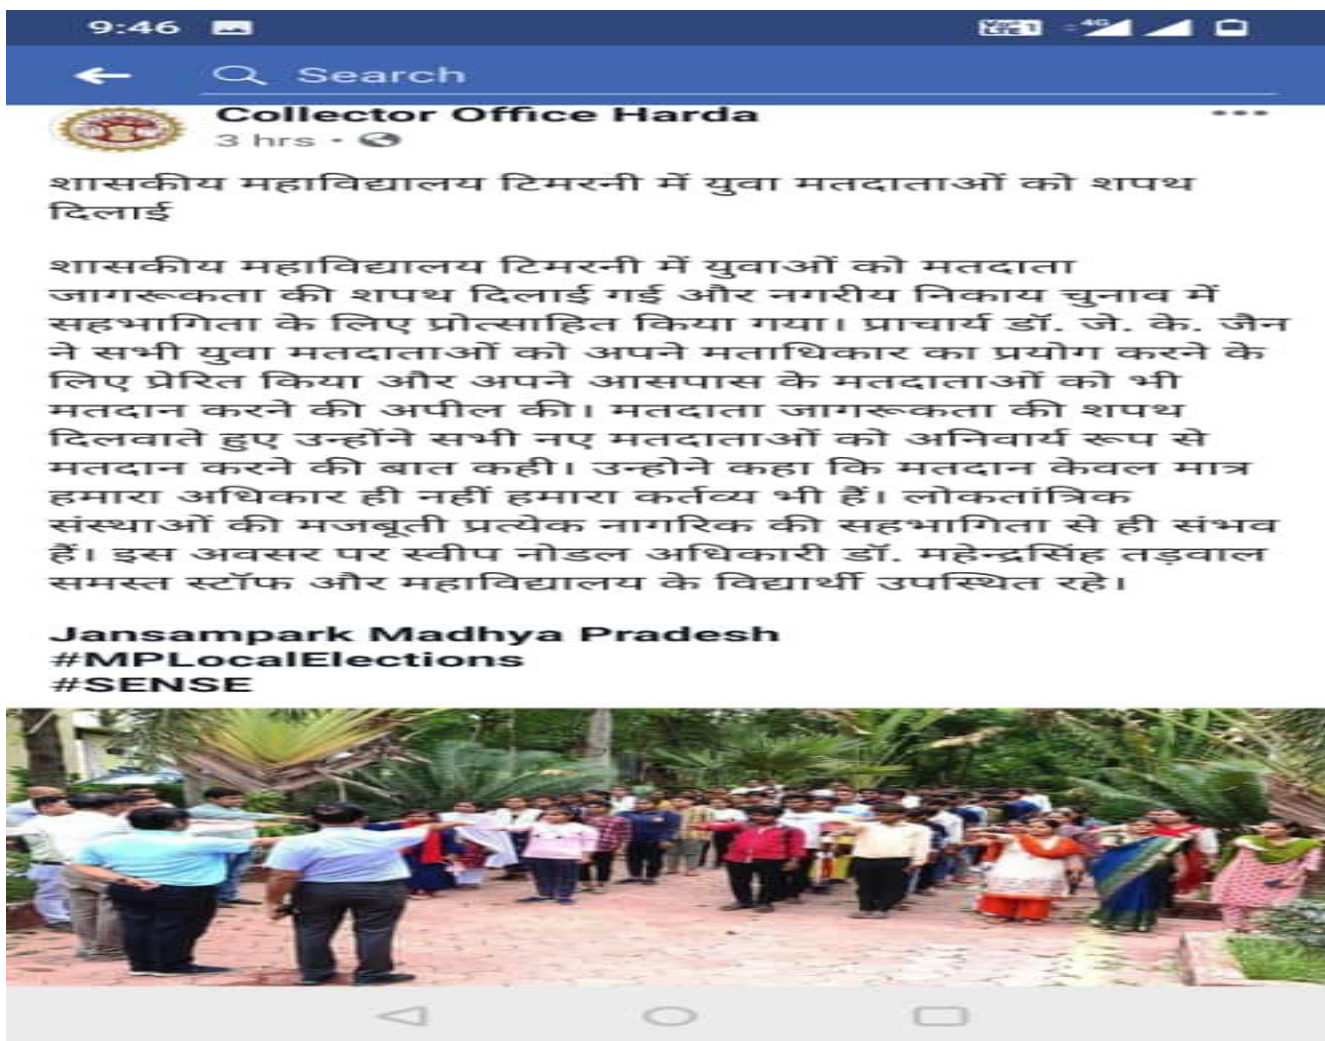 9:46
VoLTE 1 4G
Search
Collector Office Harda
3 hrs
शासकीय महाविद्यालय टिमरनी में युवा मतदाताओं को शपथ
दिलाई
शासकीय महाविद्यालय टिमरनी में युवाओं को मतदाता
जागरूकता की शपथ दिलाई गई और नगरीय निकाय चुनाव में
सहभागिता के लिए प्रोत्साहित किया गया। प्राचार्य डॉ. जे. के. जैन
ने सभी युवा मतदाताओं को अपने मताधिकार का प्रयोग करने के
लिए प्रेरित किया और अपने आसपास के मतदाताओं को भी
मतदान करने की अपील की। मतदाता जागरूकता की शपथ
दिलवाते हुए उन्होंने सभी नए मतदाताओं को अनिवार्य रूप से
मतदान करने की बात कही। उन्होने कहा कि मतदान केवल मात्र
हमारा अधिकार ही नहीं हमारा कर्तव्य भी हैं। लोकतांत्रिक
संस्थाओं की मजबूती प्रत्येक नागरिक की सहभागिता से ही संभव
हैं। इस अवसर पर स्वीप नोडल अधिकारी डॉ. महेन्द्रसिंह तड़वाल
समस्त स्टॉफ और महाविद्यालय के विद्यार्थी उपस्थित रहे।
Jansampark Madhya Pradesh
#MPLocalElections
#SENSE